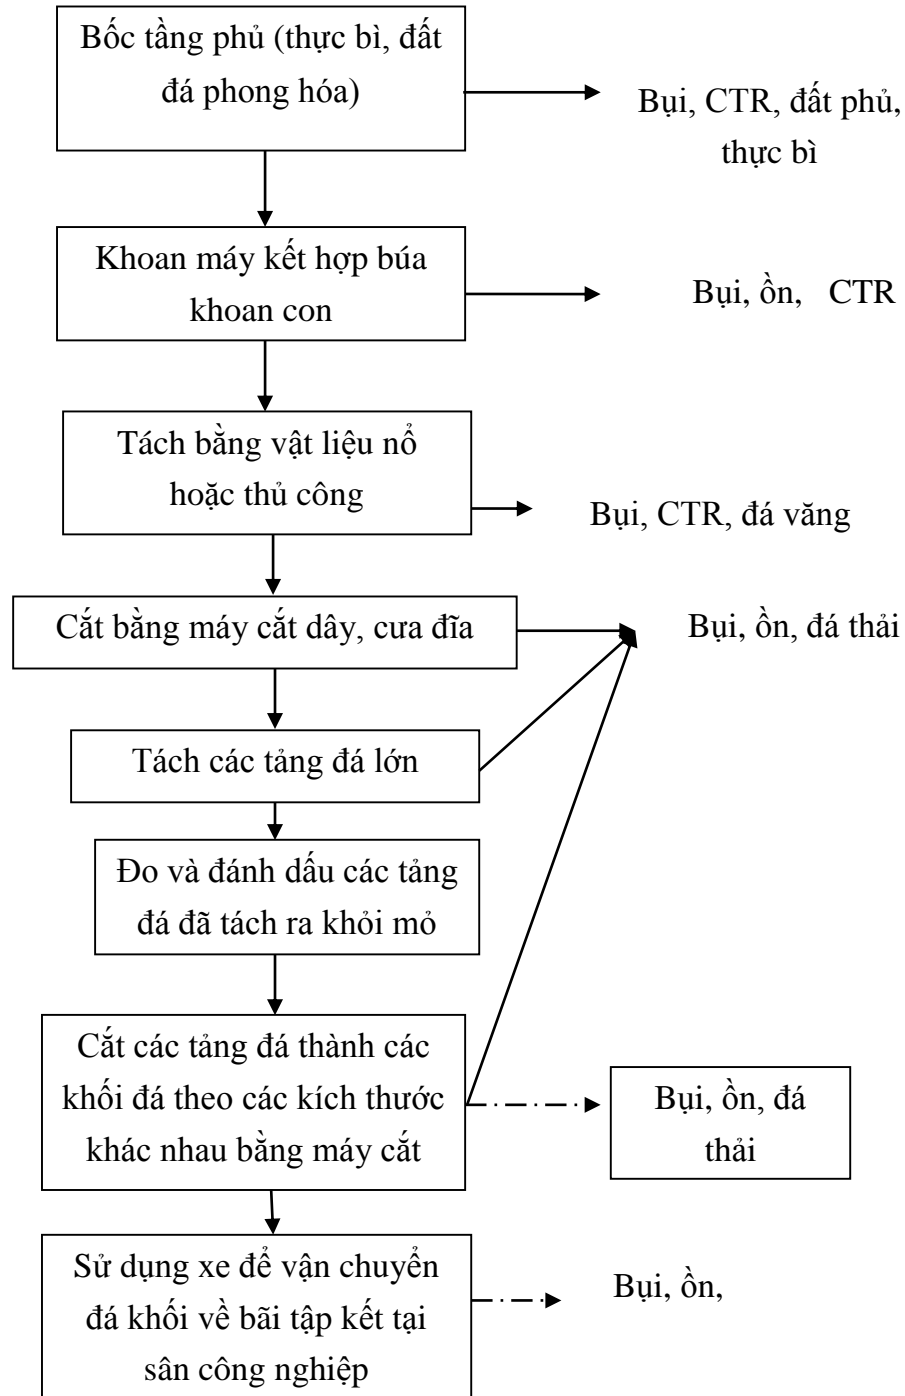 Bốc tầng phủ (thực bì, đất
đá phong hóa)
Bụi, CTR, đất phủ,
thực bì
Khoan máy kết hợp búa
khoan con
Bụi, ồn, CTR
Tách bằng vật liệu nổ
hoặc thủ công
Bụi, CTR, đá văng
Cắt bằng máy cắt dây, cưa đĩa
Bụi, ồn, đá thải
Tách các tảng đá lớn
Đo và đánh dấu các tảng
đá đã tách ra khỏi mỏ
Cắt các tảng đá thành các
khối đá theo các kích thước
khác nhau bằng máy cắt
Bụi, ồn, đá
thải
Sử dụng xe để vận chuyển
đá khối về bãi tập kết tại
sân công nghiệp
Bụi, ồn,